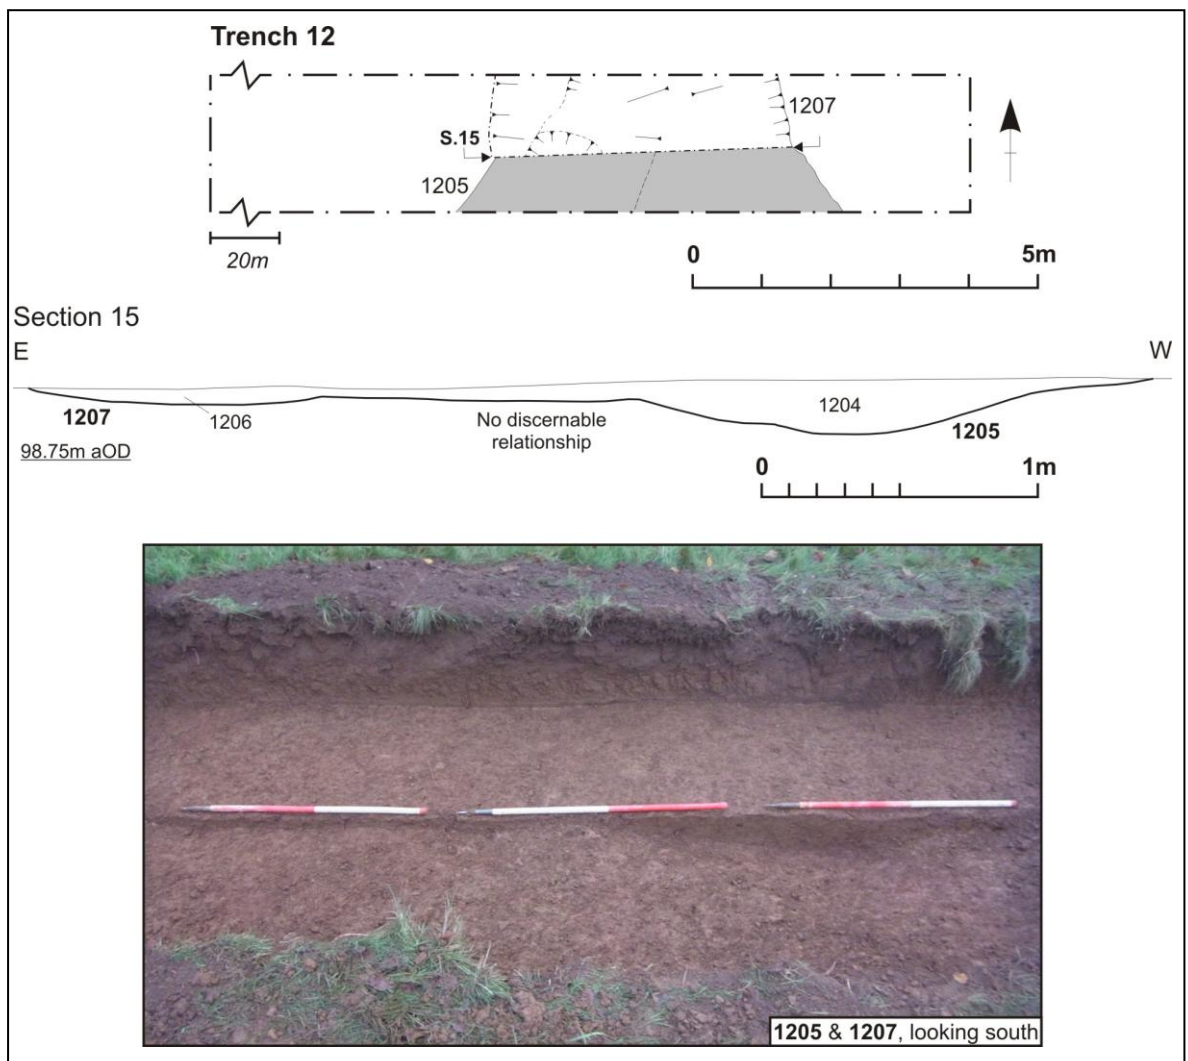 Trench 12
1207
S.15
1205
20m
0 5m
Section 15
E W
1207
1206
1204
No discernable
relationship
1205
98.75m aOD
0 1m
1205 & 1207, looking south